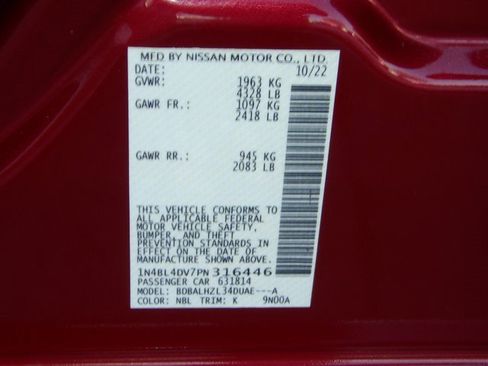 MFD BY NISSAN MOTOR CO., LTD.
DATE: 10/22
GVWR: 1963 KG
4328 LB
GAWR FR.: 1097 KG
2418 LB
GAWR RR.: 945 KG
2083 LB
THIS VEHICLE CONFORMS TO
ALL APPLICABLE FEDERAL
MOTOR VEHICLE SAFETY,
BUMPER, AND THEFT
PREVENTION STANDARDS
IN EFFECT ON THE DATE
OF MANUFACTURE SHOWN
ABOVE.
1N4BL4DV7PN316446
PASSENGER CAR 631814
MODEL: BDBALHZL34DUAE---A
COLOR: NBL TRIM: K 9N00A